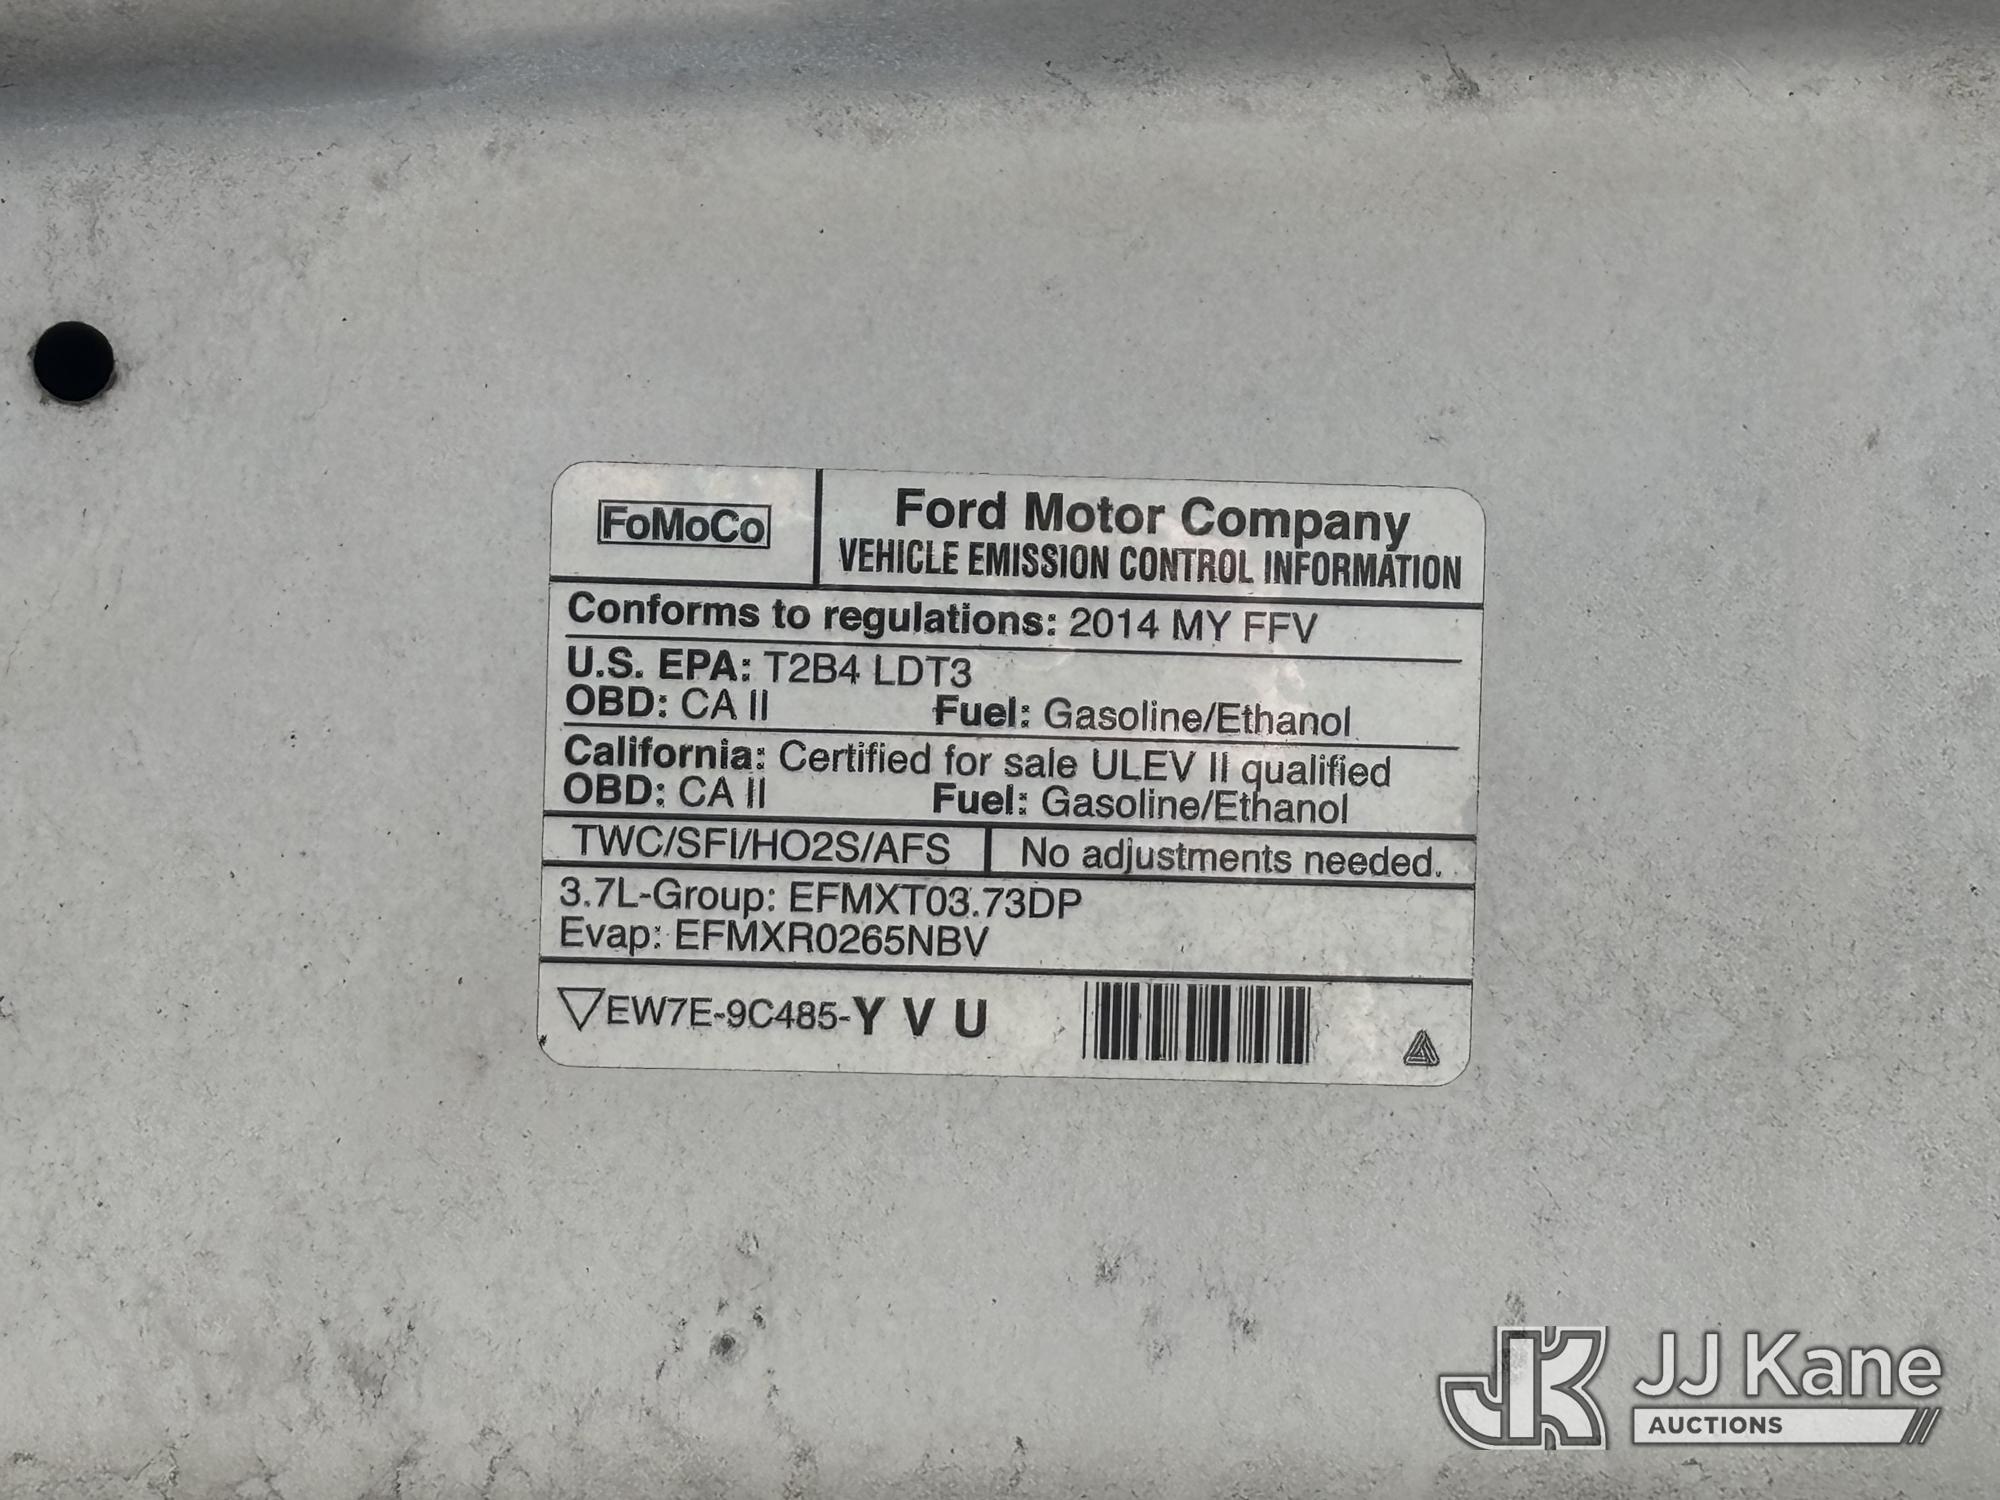 FoMoCo
Ford Motor Company
VEHICLE EMISSION CONTROL INFORMATION
Conforms to regulations: 2014 MY FFV
U.S. EPA: T2B4 LDT3
OBD: CA II Fuel: Gasoline/Ethanol
California: Certified for sale ULEV II qualified
OBD: CA II Fuel: Gasoline/Ethanol
TWC/SFI/HO2S/AFS No adjustments needed.
3.7L-Group: EFMXT03.73DP
Evap: EFMXR0265NBV
EW7E-9C485-Y V U
JK JJ Kane
AUCTIONS